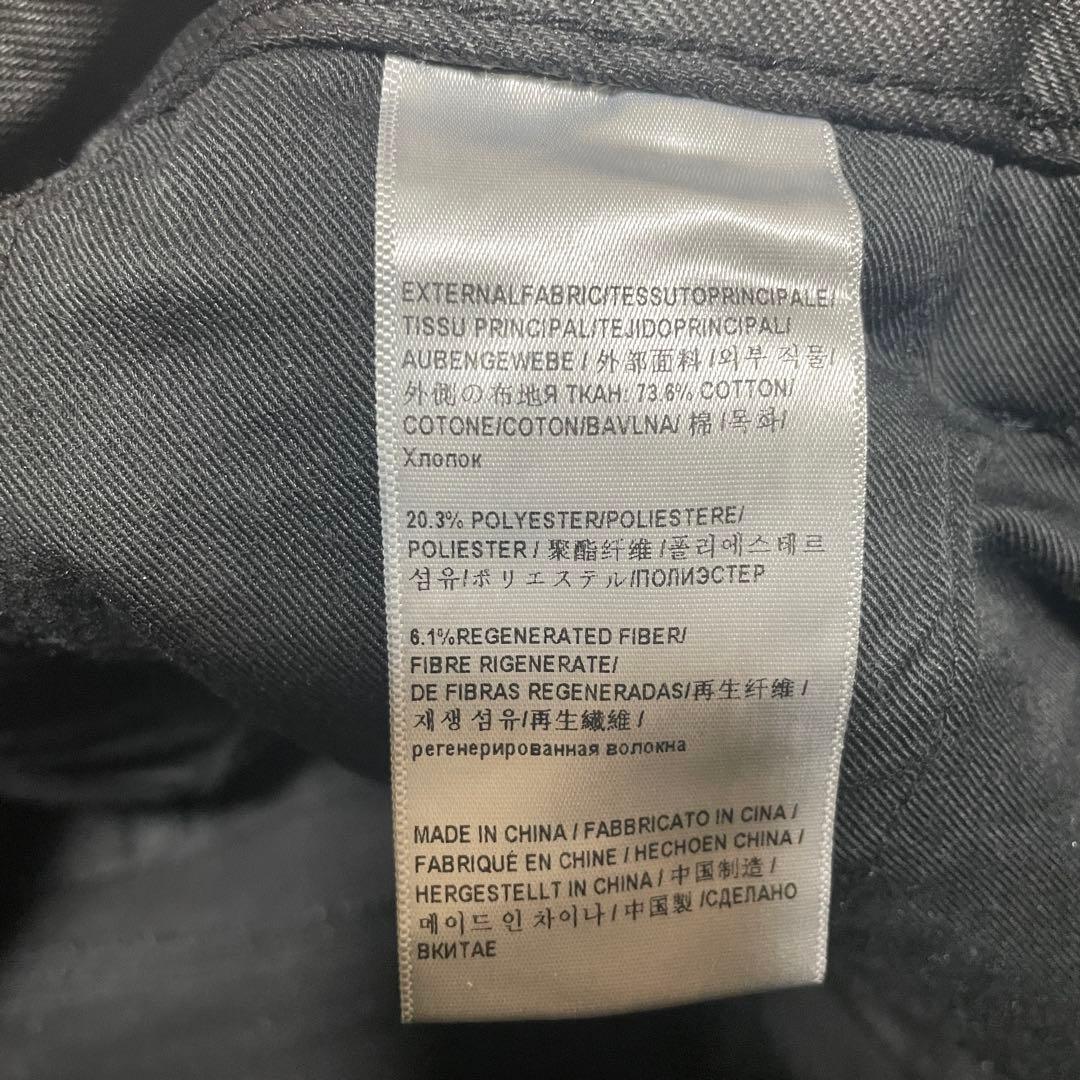 EXTERNALFABRIC/TESSUTOPRINCIPALE/
TISSU PRINCIPAL/TEJIDOPRINCIPAL/
AUBENGEWEBE / 外部面料 /외부 직물/
外側の布地Я ТКАН: 73.6% COTTON/
COTONE/COTON/BAVLNA/ 棉 /목화/
Хлопок
20.3% POLYESTER/POLIESTERE/
POLIESTER / 聚酯纤维 /폴리에스테르
섬유/ポリエステル/ПОЛИЭСТЕР
6.1%REGENERATED FIBER/
FIBRE RIGENERATE/
DE FIBRAS REGENERADAS/再生纤维 /
재생 섬유/再生繊維 /
регенерированная волокна
MADE IN CHINA / FABBRICATO IN CINA /
FABRIQUÉ EN CHINE / HECHOEN CHINA /
HERGESTELLT IN CHINA / 中国制造 /
메이드 인 차이나 / 中国製 /СДЕЛАНО
ВКИТАЕ